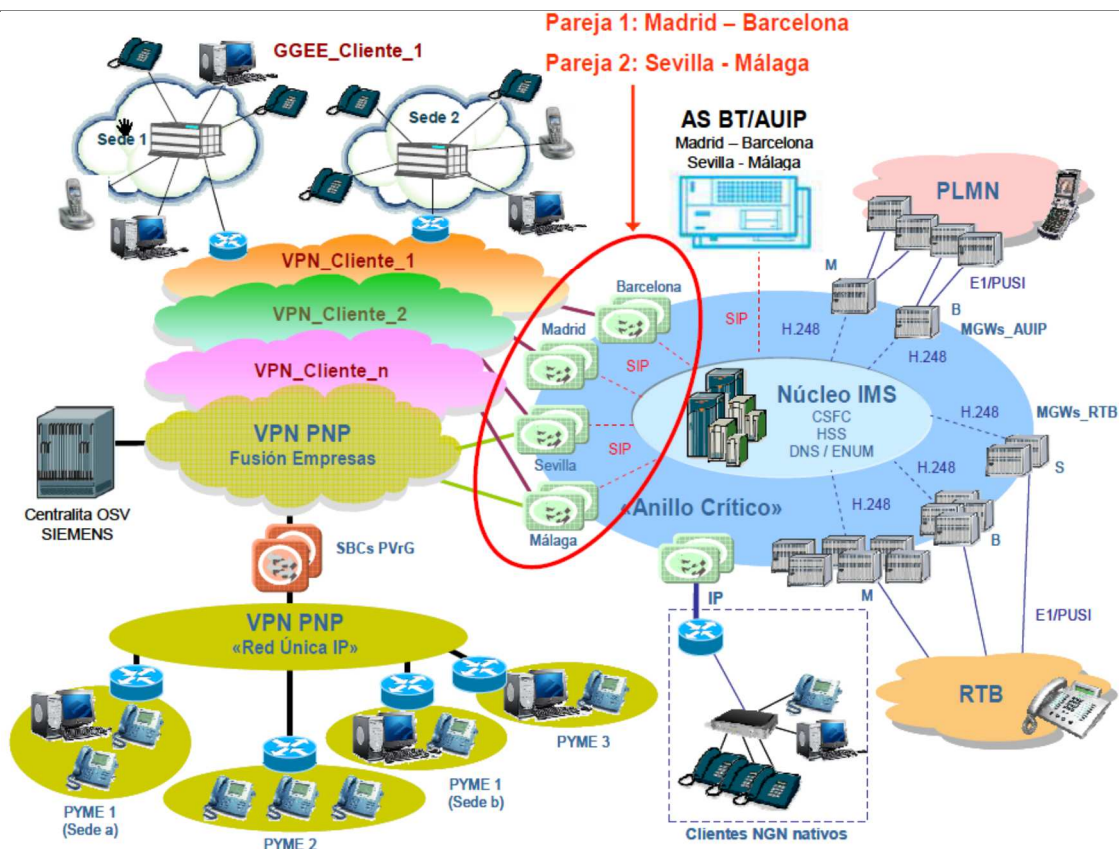 Pareja 1: Madrid – Barcelona
Pareja 2: Sevilla - Málaga
GGEE_Cliente_1
Sede 1
Sede 2
AS BT/AUIP
Madrid – Barcelona
Sevilla - Málaga
PLMN
VPN_Cliente_1
VPN_Cliente_2
VPN_Cliente_n
VPN PNP
Fusión Empresas
Barcelona
Madrid
Sevilla
Málaga
SIP
SIP
SIP
M
B
E1/PUSI
MGWs_AUIP
H.248
H.248
Núcleo IMS
CSFC
HSS
DNS / ENUM
H.248
MGWs_RTB
H.248
S
H.248
B
«Anillo Crítico»
M
Centralita OSV
SIEMENS
SBCs PVrG
IP
E1/PUSI
VPN PNP
«Red Única IP»
RTB
PYME 1
(Sede a)
PYME 2
PYME 1
(Sede b)
PYME 3
Clientes NGN nativos